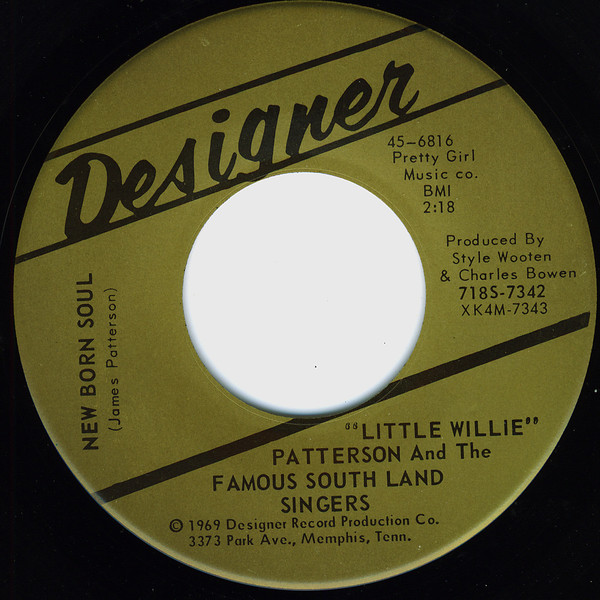 Designer
45-6816
Pretty Girl
Music co.
BMI
2:18
Produced By
Style Wooten
& Charles Bowen
718S-7342
XK4M-7343
NEW BORN SOUL
(James Patterson)
"LITTLE WILLiE"
PATTERSON And The
FAMOUS SOUTH LAND
SINGERS
© 1969 Designer Record Production Co.
3373 Park Ave., Memphis, Tenn.